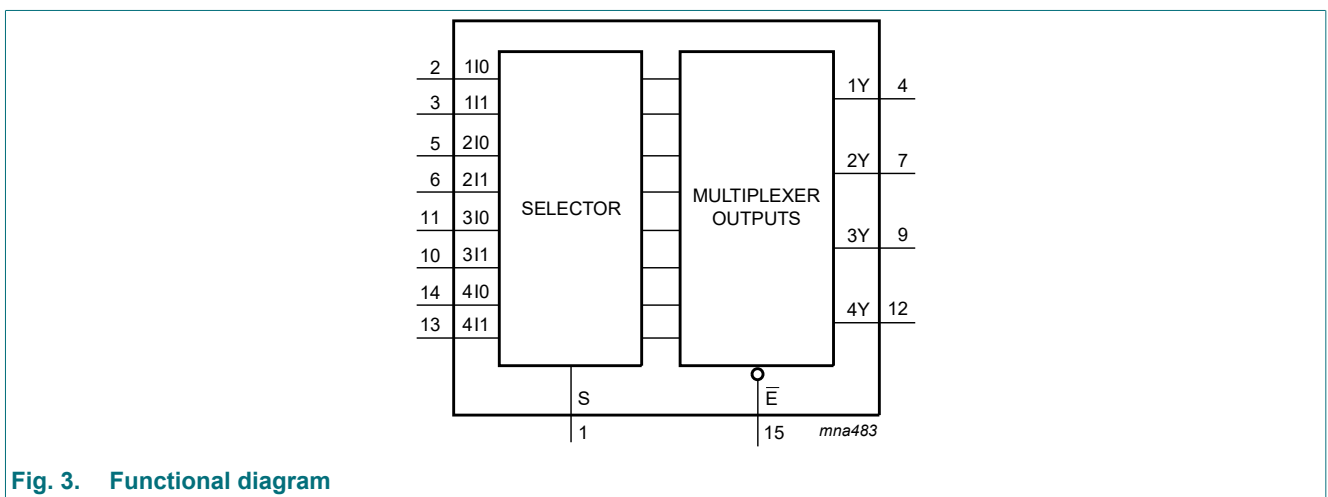 2 1I0
3 1I1
5 2I0
6 2I1
11 3I0
10 3I1
14 4I0
13 4I1
SELECTOR
MULTIPLEXER
OUTPUTS
1Y 4
2Y 7
3Y 9
4Y 12
S
E̅
1
15
mna483
Fig. 3. Functional diagram